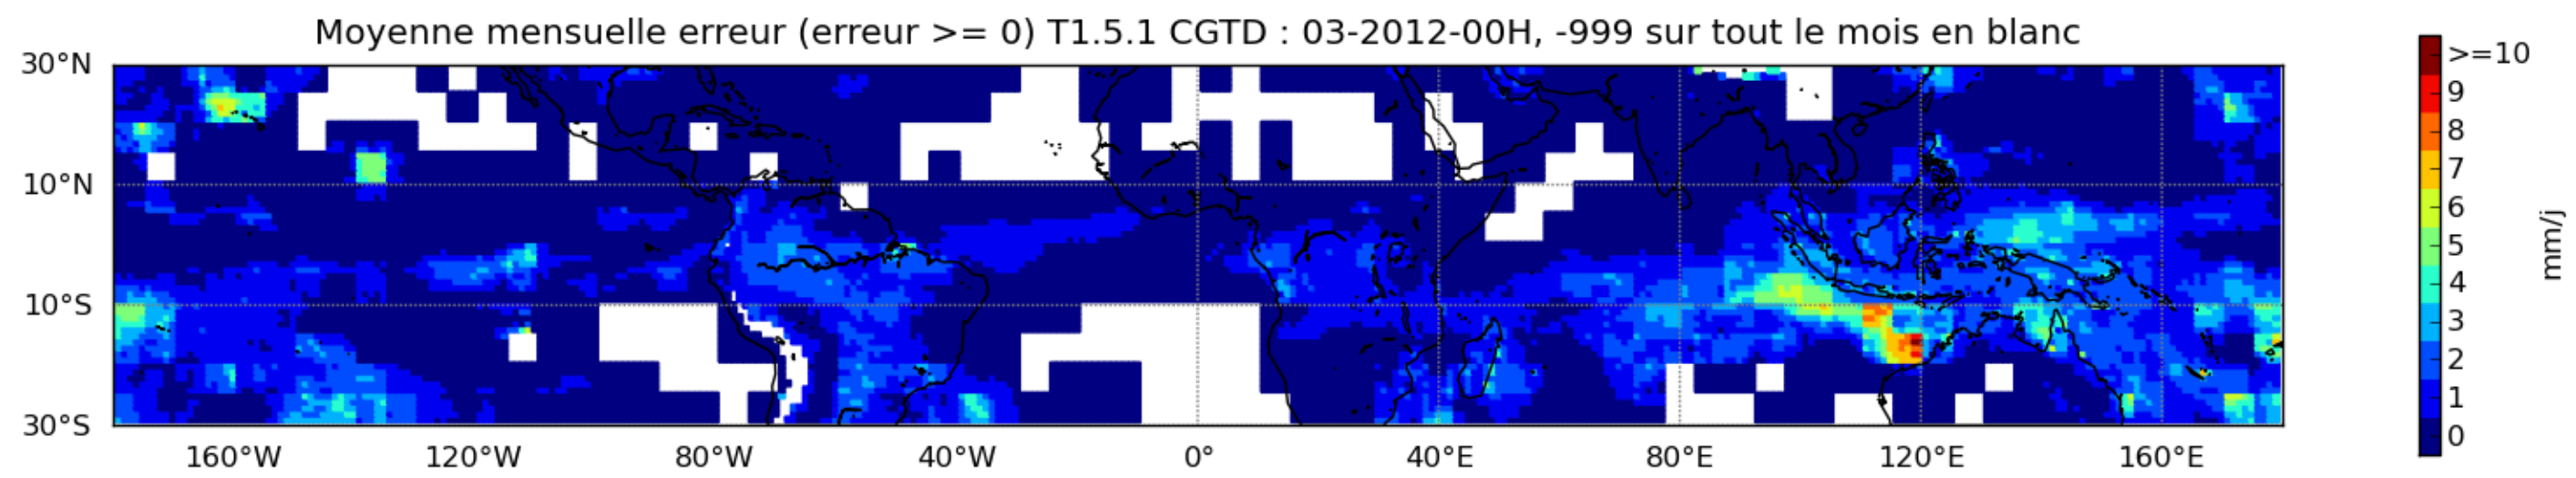 Moyenne mensuelle erreur (erreur >= 0) T1.5.1 CGTD : 03-2012-00H, -999 sur tout le mois en blanc
30°N
10°N
10°S
30°S
160°W 120°W 80°W 40°W 0° 40°E 80°E 120°E 160°E
>=10
9
8
7
6
5
4
3
2
1
0
mm/j